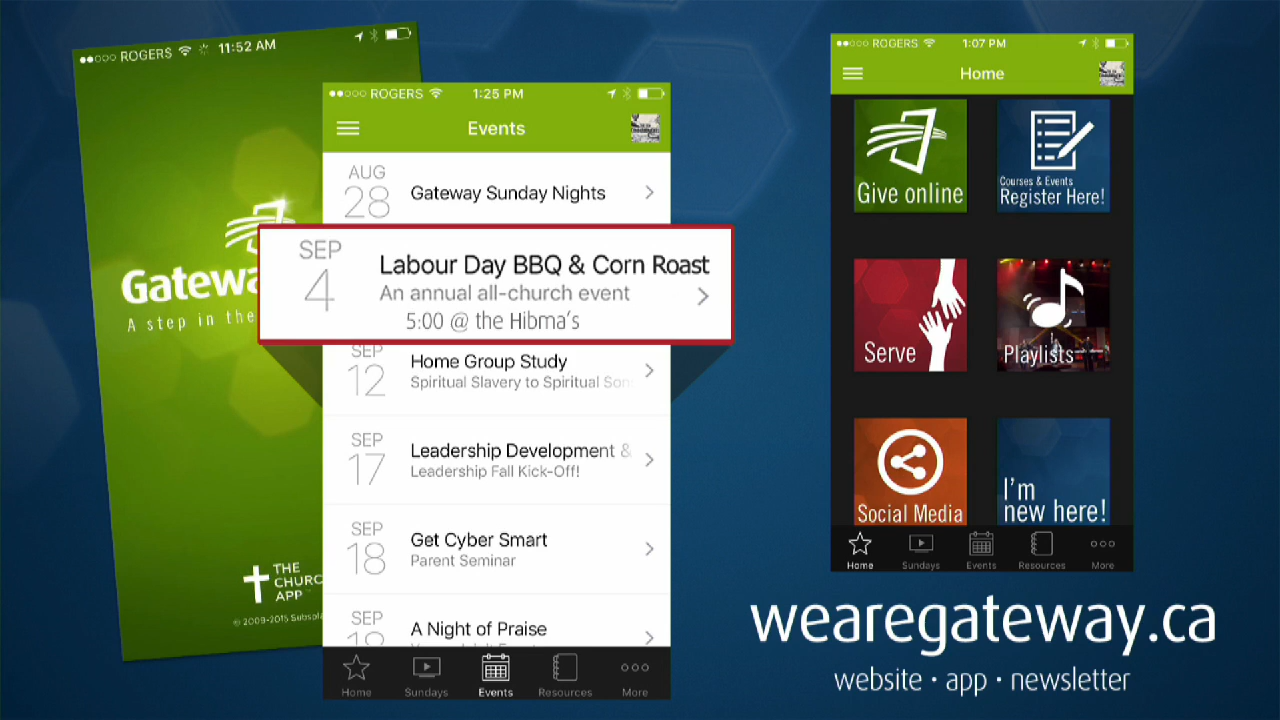 ROGERS 11:52 AM
Gatewa
A step in the
THE
CHURC
APP
© 2009-2015 Subspla
ROGERS 1:25 PM
Events
AUG
28
Gateway Sunday Nights
SEP
4
Labour Day BBQ & Corn Roast
An annual all-church event
5:00 @ the Hibma's
SEP
12
Home Group Study
Spiritual Slavery to Spiritual Son
SEP
17
Leadership Development &
Leadership Fall Kick-Off!
SEP
18
Get Cyber Smart
Parent Seminar
SEP
A Night of Praise
Home Sundays Events Resources More
ROGERS 1:07 PM
Home
Give online
Courses & Events
Register Here!
Serve
Playlists
Social Media
I'm
new here!
Home Sundays Events Resources More
wearegateway.ca
website · app · newsletter